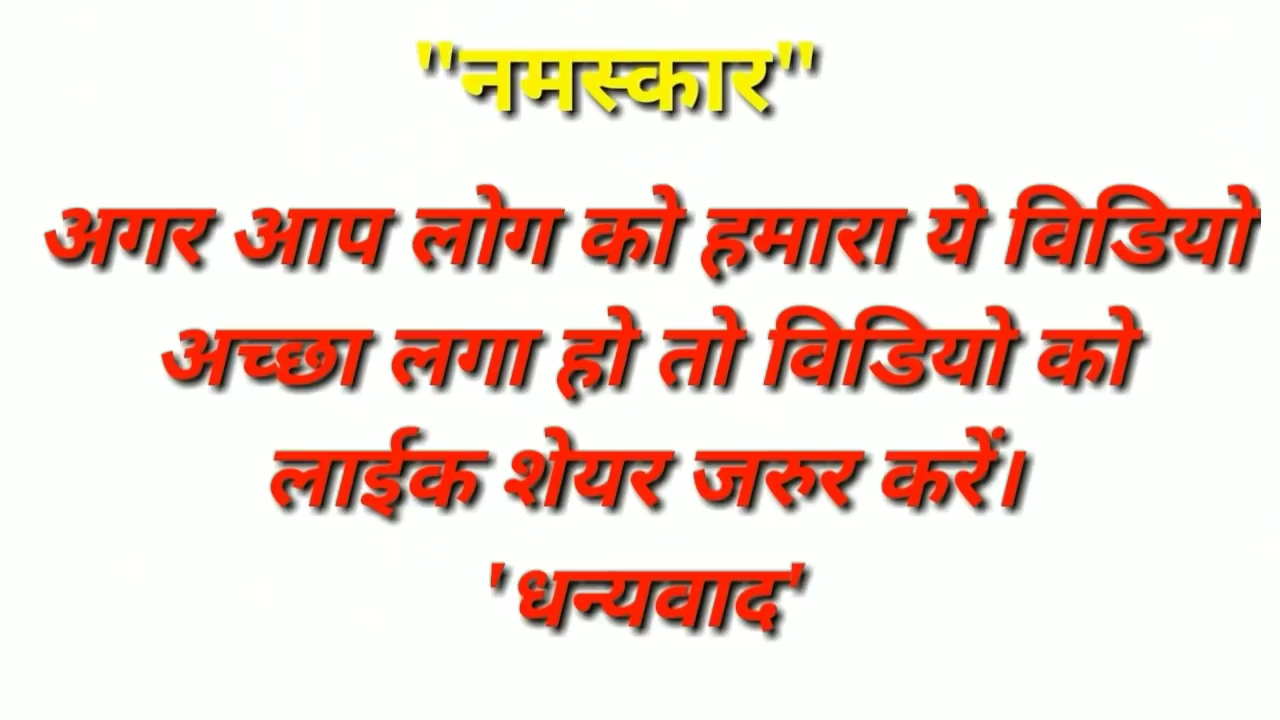 "नमस्कार"
अगर आप लोग को हमारा ये विडियो
अच्छा लगा हो तो विडियो को
लाईक शेयर जरुर करें।
'धन्यवाद'